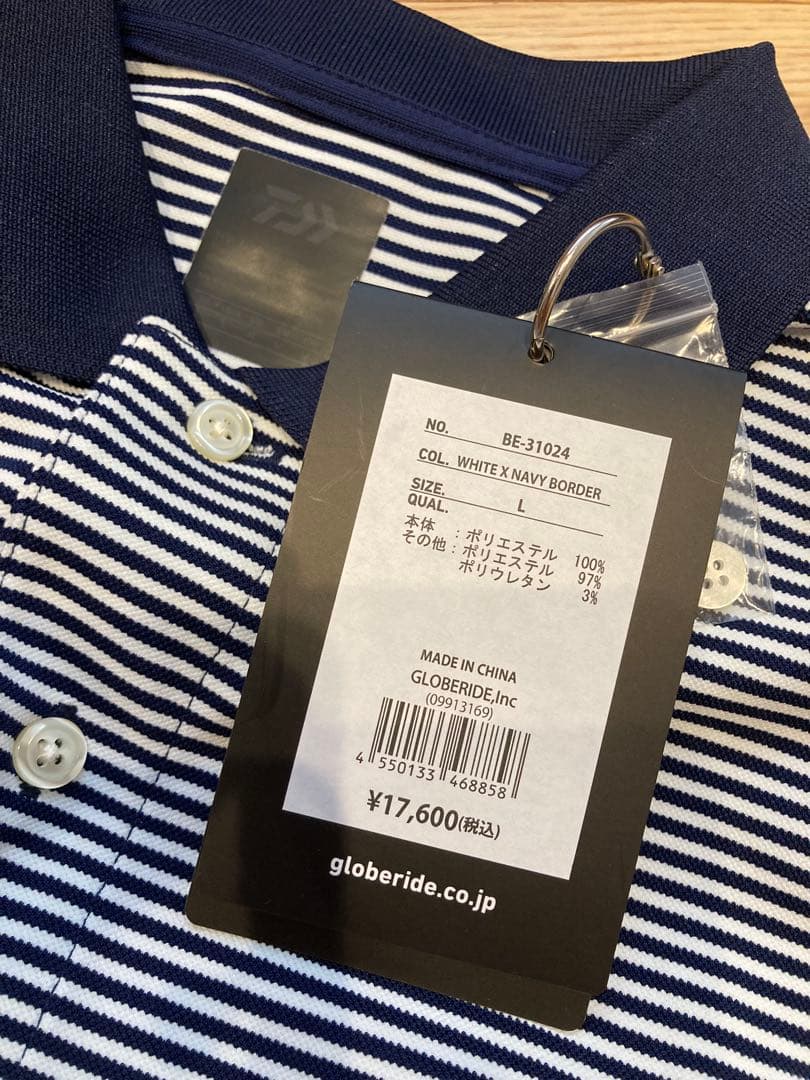 NO. BE-31024
COL. WHITE X NAVY BORDER
SIZE. L
QUAL.
本体 : ポリエステル 100%
その他 : ポリエステル 97%
ポリウレタン 3%
MADE IN CHINA
GLOBERIDE,Inc
(09913169)
4 550133 468858
¥17,600(税込)
globeride.co.jp